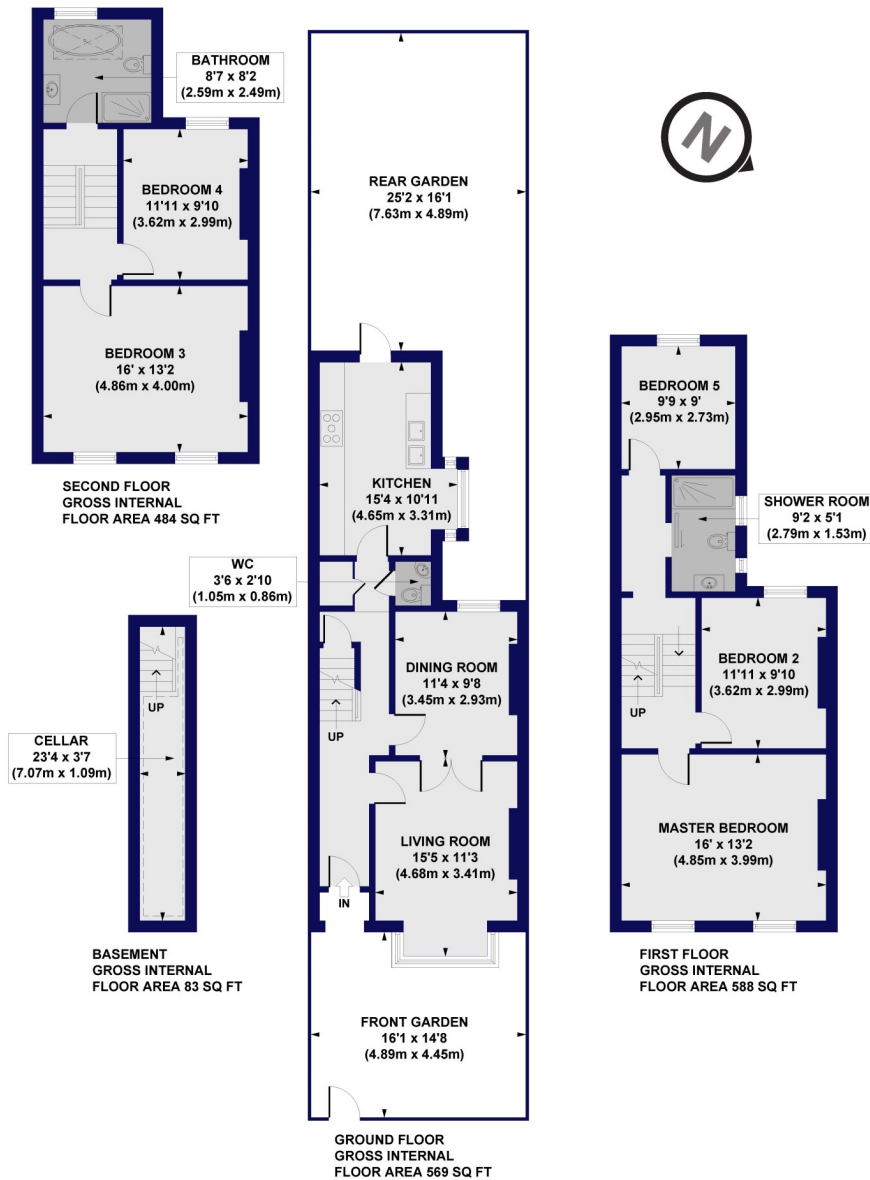 BATHROOM
8'7 x 8'2
(2.59m x 2.49m)
BEDROOM 4
11'11 x 9'10
(3.62m x 2.99m)
BEDROOM 3
16' x 13'2
(4.86m x 4.00m)
SECOND FLOOR
GROSS INTERNAL
FLOOR AREA 484 SQ FT
N
REAR GARDEN
25'2 x 16'1
(7.63m x 4.89m)
KITCHEN
15'4 x 10'11
(4.65m x 3.31m)
WC
3'6 x 2'10
(1.05m x 0.86m)
DINING ROOM
11'4 x 9'8
(3.45m x 2.93m)
UP
LIVING ROOM
15'5 x 11'3
(4.68m x 3.41m)
IN
FRONT GARDEN
16'1 x 14'8
(4.89m x 4.45m)
GROUND FLOOR
GROSS INTERNAL
FLOOR AREA 569 SQ FT
UP
CELLAR
23'4 x 3'7
(7.07m x 1.09m)
BASEMENT
GROSS INTERNAL
FLOOR AREA 83 SQ FT
BEDROOM 5
9'9 x 9'
(2.95m x 2.73m)
SHOWER ROOM
9'2 x 5'1
(2.79m x 1.53m)
BEDROOM 2
11'11 x 9'10
(3.62m x 2.99m)
UP
MASTER BEDROOM
16' x 13'2
(4.85m x 3.99m)
FIRST FLOOR
GROSS INTERNAL
FLOOR AREA 588 SQ FT